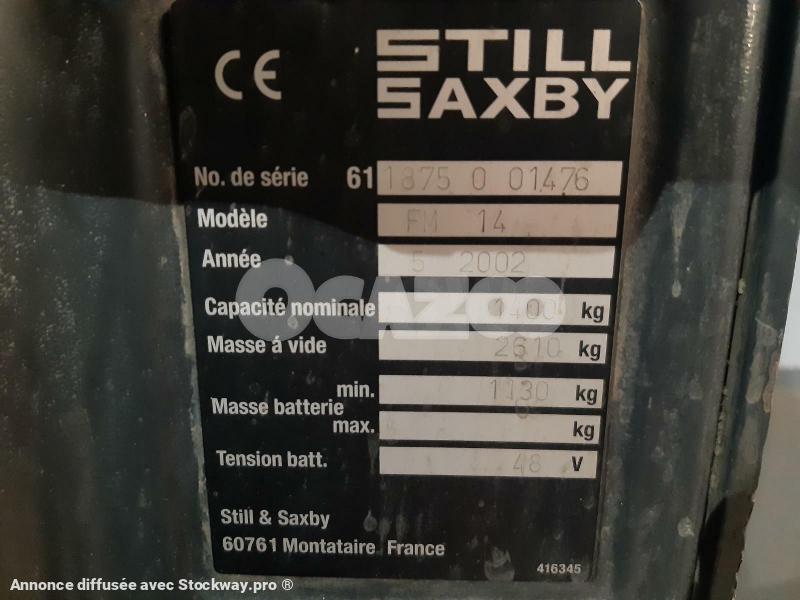 CE
STILL
SAXBY
No. de série 61 1875 0 01476
Modèle FM 14
Année 5 2002
OCAZOO
Capacité nominale 1400 kg
Masse á vide 2610 kg
min. 1130 kg
Masse batterie
max. kg
Tension batt. 48 V
Still & Saxby
60761 Montataire France
416345
Annonce diffusée avec Stockway.pro ®